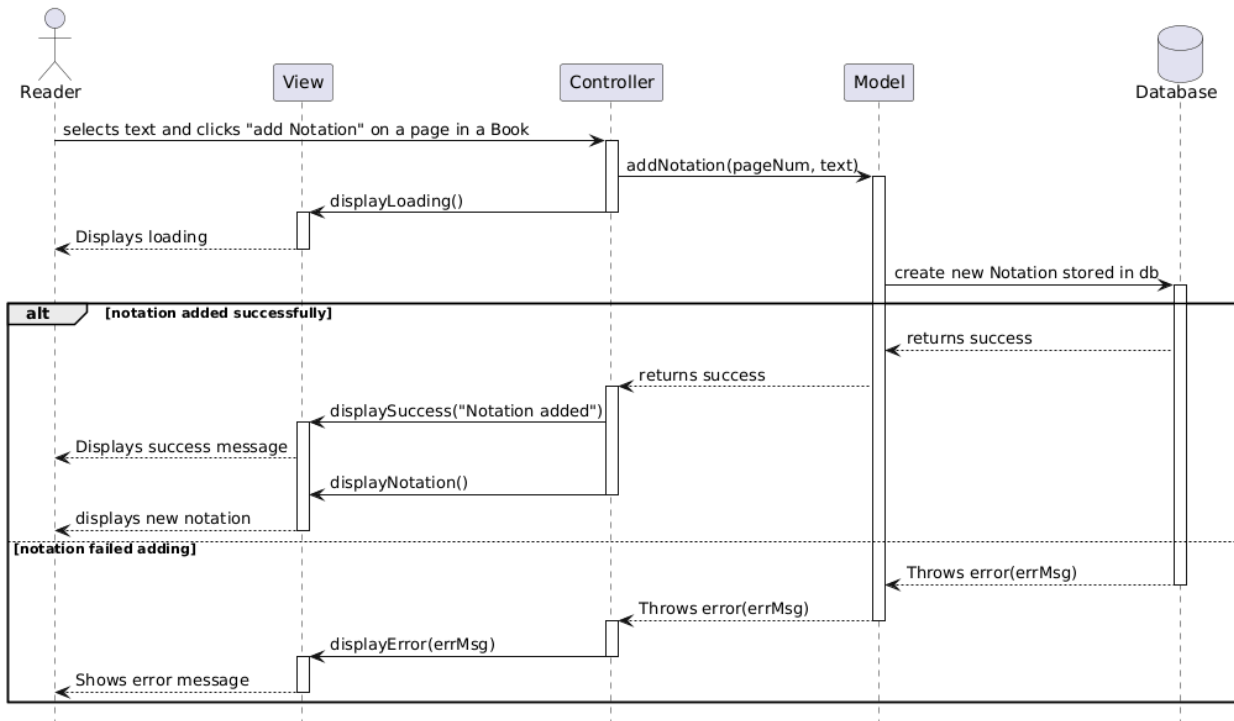 Reader
View
Controller
Model
Database
selects text and clicks "add Notation" on a page in a Book
addNotation(pageNum, text)
displayLoading()
Displays loading
create new Notation stored in db
alt [notation added successfully]
returns success
returns success
displaySuccess("Notation added")
Displays success message
displayNotation()
displays new notation
[notation failed adding]
Throws error(errMsg)
Throws error(errMsg)
displayError(errMsg)
Shows error message